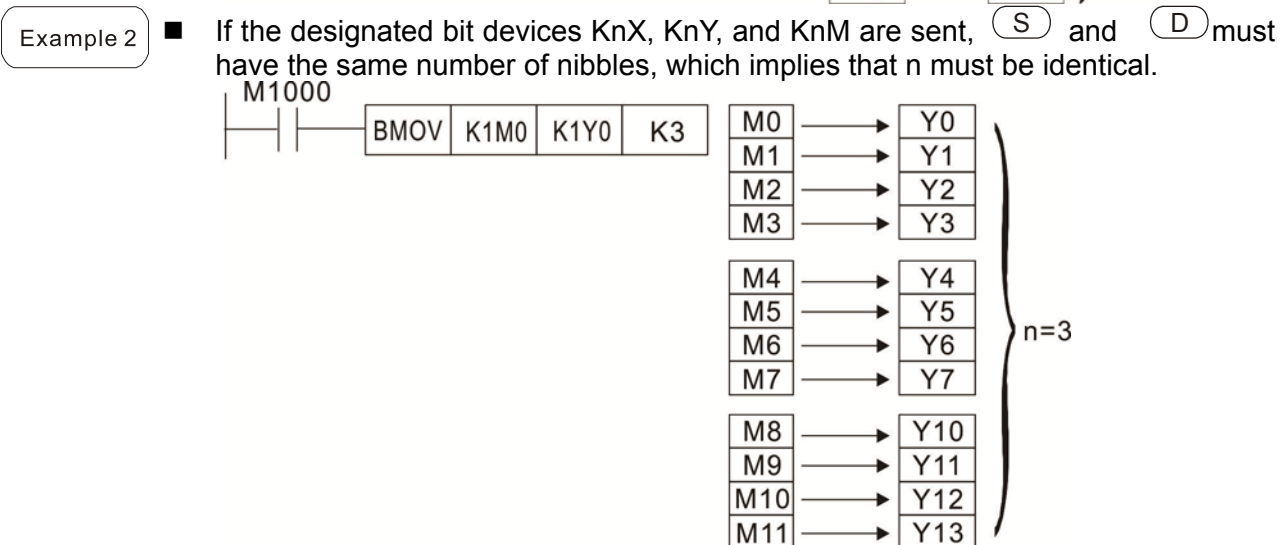 Example 2 ■ If the designated bit devices KnX, KnY, and KnM are sent, S and D must
have the same number of nibbles, which implies that n must be identical.
M1000
BMOV K1M0 K1Y0 K3
M0 Y0
M1 Y1
M2 Y2
M3 Y3
M4 Y4
M5 Y5
M6 Y6
M7 Y7
n=3
M8 Y10
M9 Y11
M10 Y12
M11 Y13